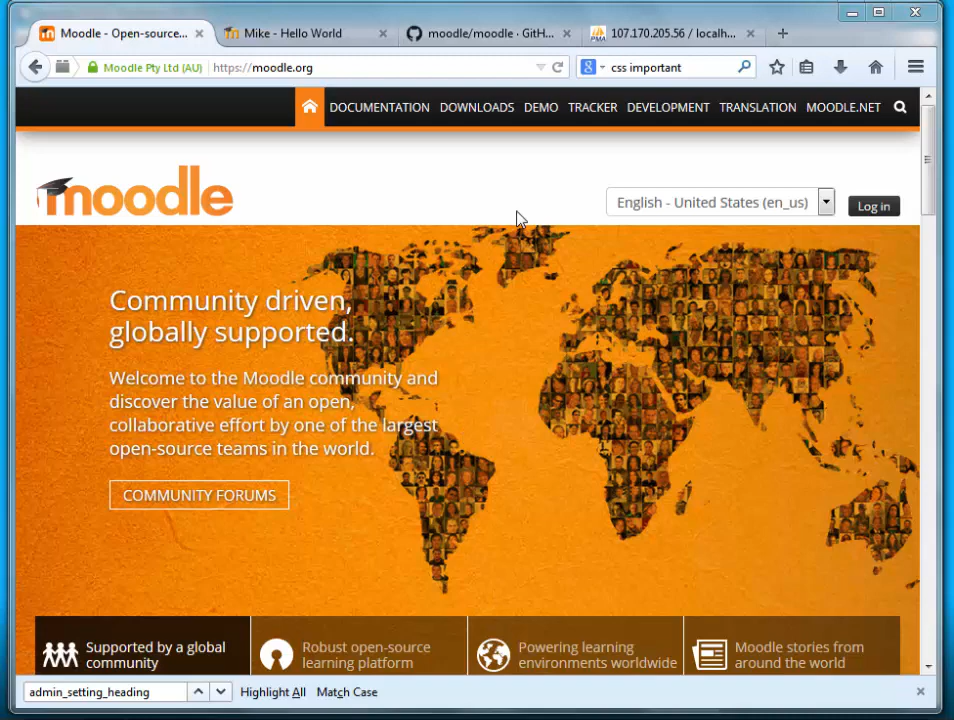 Moodle - Open-source...
Mike - Hello World
moodle/moodle · GitH...
107.170.205.56 / localh...
Moodle Pty Ltd (AU)
https://moodle.org
css important
DOCUMENTATION
DOWNLOADS
DEMO
TRACKER
DEVELOPMENT
TRANSLATION
MOODLE.NET
moodle
English - United States (en_us)
Log in
Community driven,
globally supported.
Welcome to the Moodle community and
discover the value of an open,
collaborative effort by one of the largest
open-source teams in the world.
COMMUNITY FORUMS
Supported by a global
community
Robust open-source
learning platform
Powering learning
environments worldwide
Moodle stories from
around the world
admin_setting_heading
Highlight All
Match Case